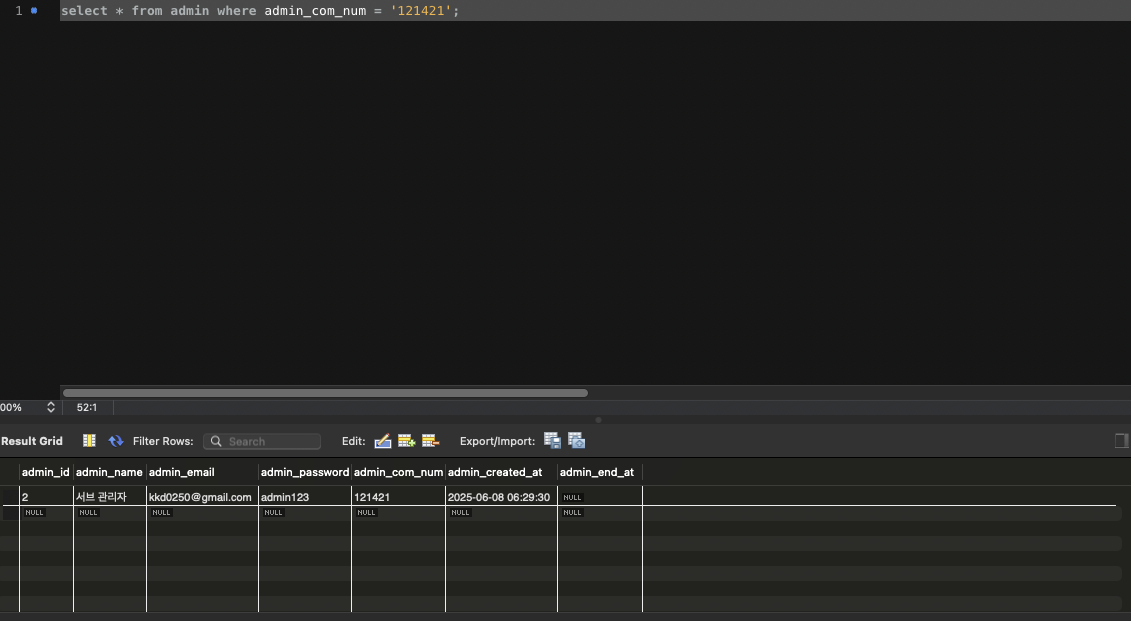 1 select * from admin where admin_com_num = '121421';
00% 52:1
Result Grid Filter Rows: Search Edit: Export/Import:
admin_id admin_name admin_email admin_password admin_com_num admin_created_at admin_end_at
2 서브 관리자 kkd0250@gmail.com admin123 121421 2025-06-08 06:29:30 NULL
NULL NULL NULL NULL NULL NULL NULL